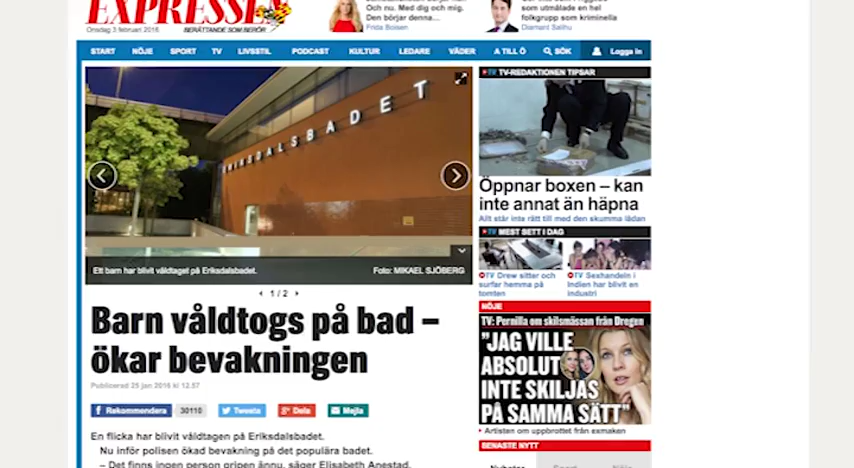 EXPRESSEN
Onsdag 3 februari 2016
BERÄTTANDE SOM BERÖR
Och nu. Med dig och mig.
Den börjar denna...
Frida Boisen
som utmålade en hel
folkgrupp som kriminella
Diamant Salihu
START NÖJE SPORT TV LIVSSTIL PODCAST KULTUR LEDARE VÄDER A TILL Ö SÖK Logga in
ERIKSDALSBADET
Ett barn har blivit våldtaget på Eriksdalsbadet.
Foto: MIKAEL SJÖBERG
1 / 2
Barn våldtogs på bad –
ökar bevakningen
Publicerad 25 jan 2016 kl 12.57
Rekommendera 30110 Tweeta Dela Mejla
En flicka har blivit våldtagen på Eriksdalsbadet.
Nu inför polisen ökad bevakning på det populära badet.
– Det finns ingen person gripen ännu, säger Elisabeth Anestad,
TV TV-REDAKTIONEN TIPSAR
Öppnar boxen – kan
inte annat än häpna
Allt står inte rätt till med den skumma lådan
TV MEST SETT I DAG
TV Drew sitter och
surfar hemma på
tomten
TV Sexhandeln i
Indien har blivit en
industri
NÖJE
TV: Pernilla om skilsmässan från Dregen
"JAG VILLE
ABSOLUT
INTE SKILJAS
PÅ SAMMA SÄTT"
Artisten om uppbrottet från exmaken
SENASTE NYTT
Nyheter Sport Nöje